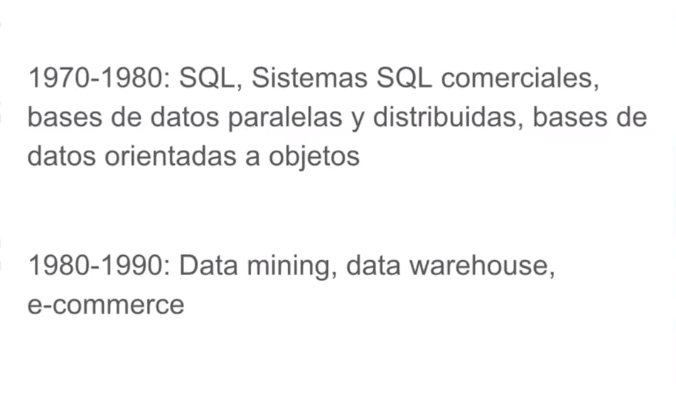 1970-1980: SQL, Sistemas SQL comerciales,
bases de datos paralelas y distribuidas, bases de
datos orientadas a objetos
1980-1990: Data mining, data warehouse,
e-commerce